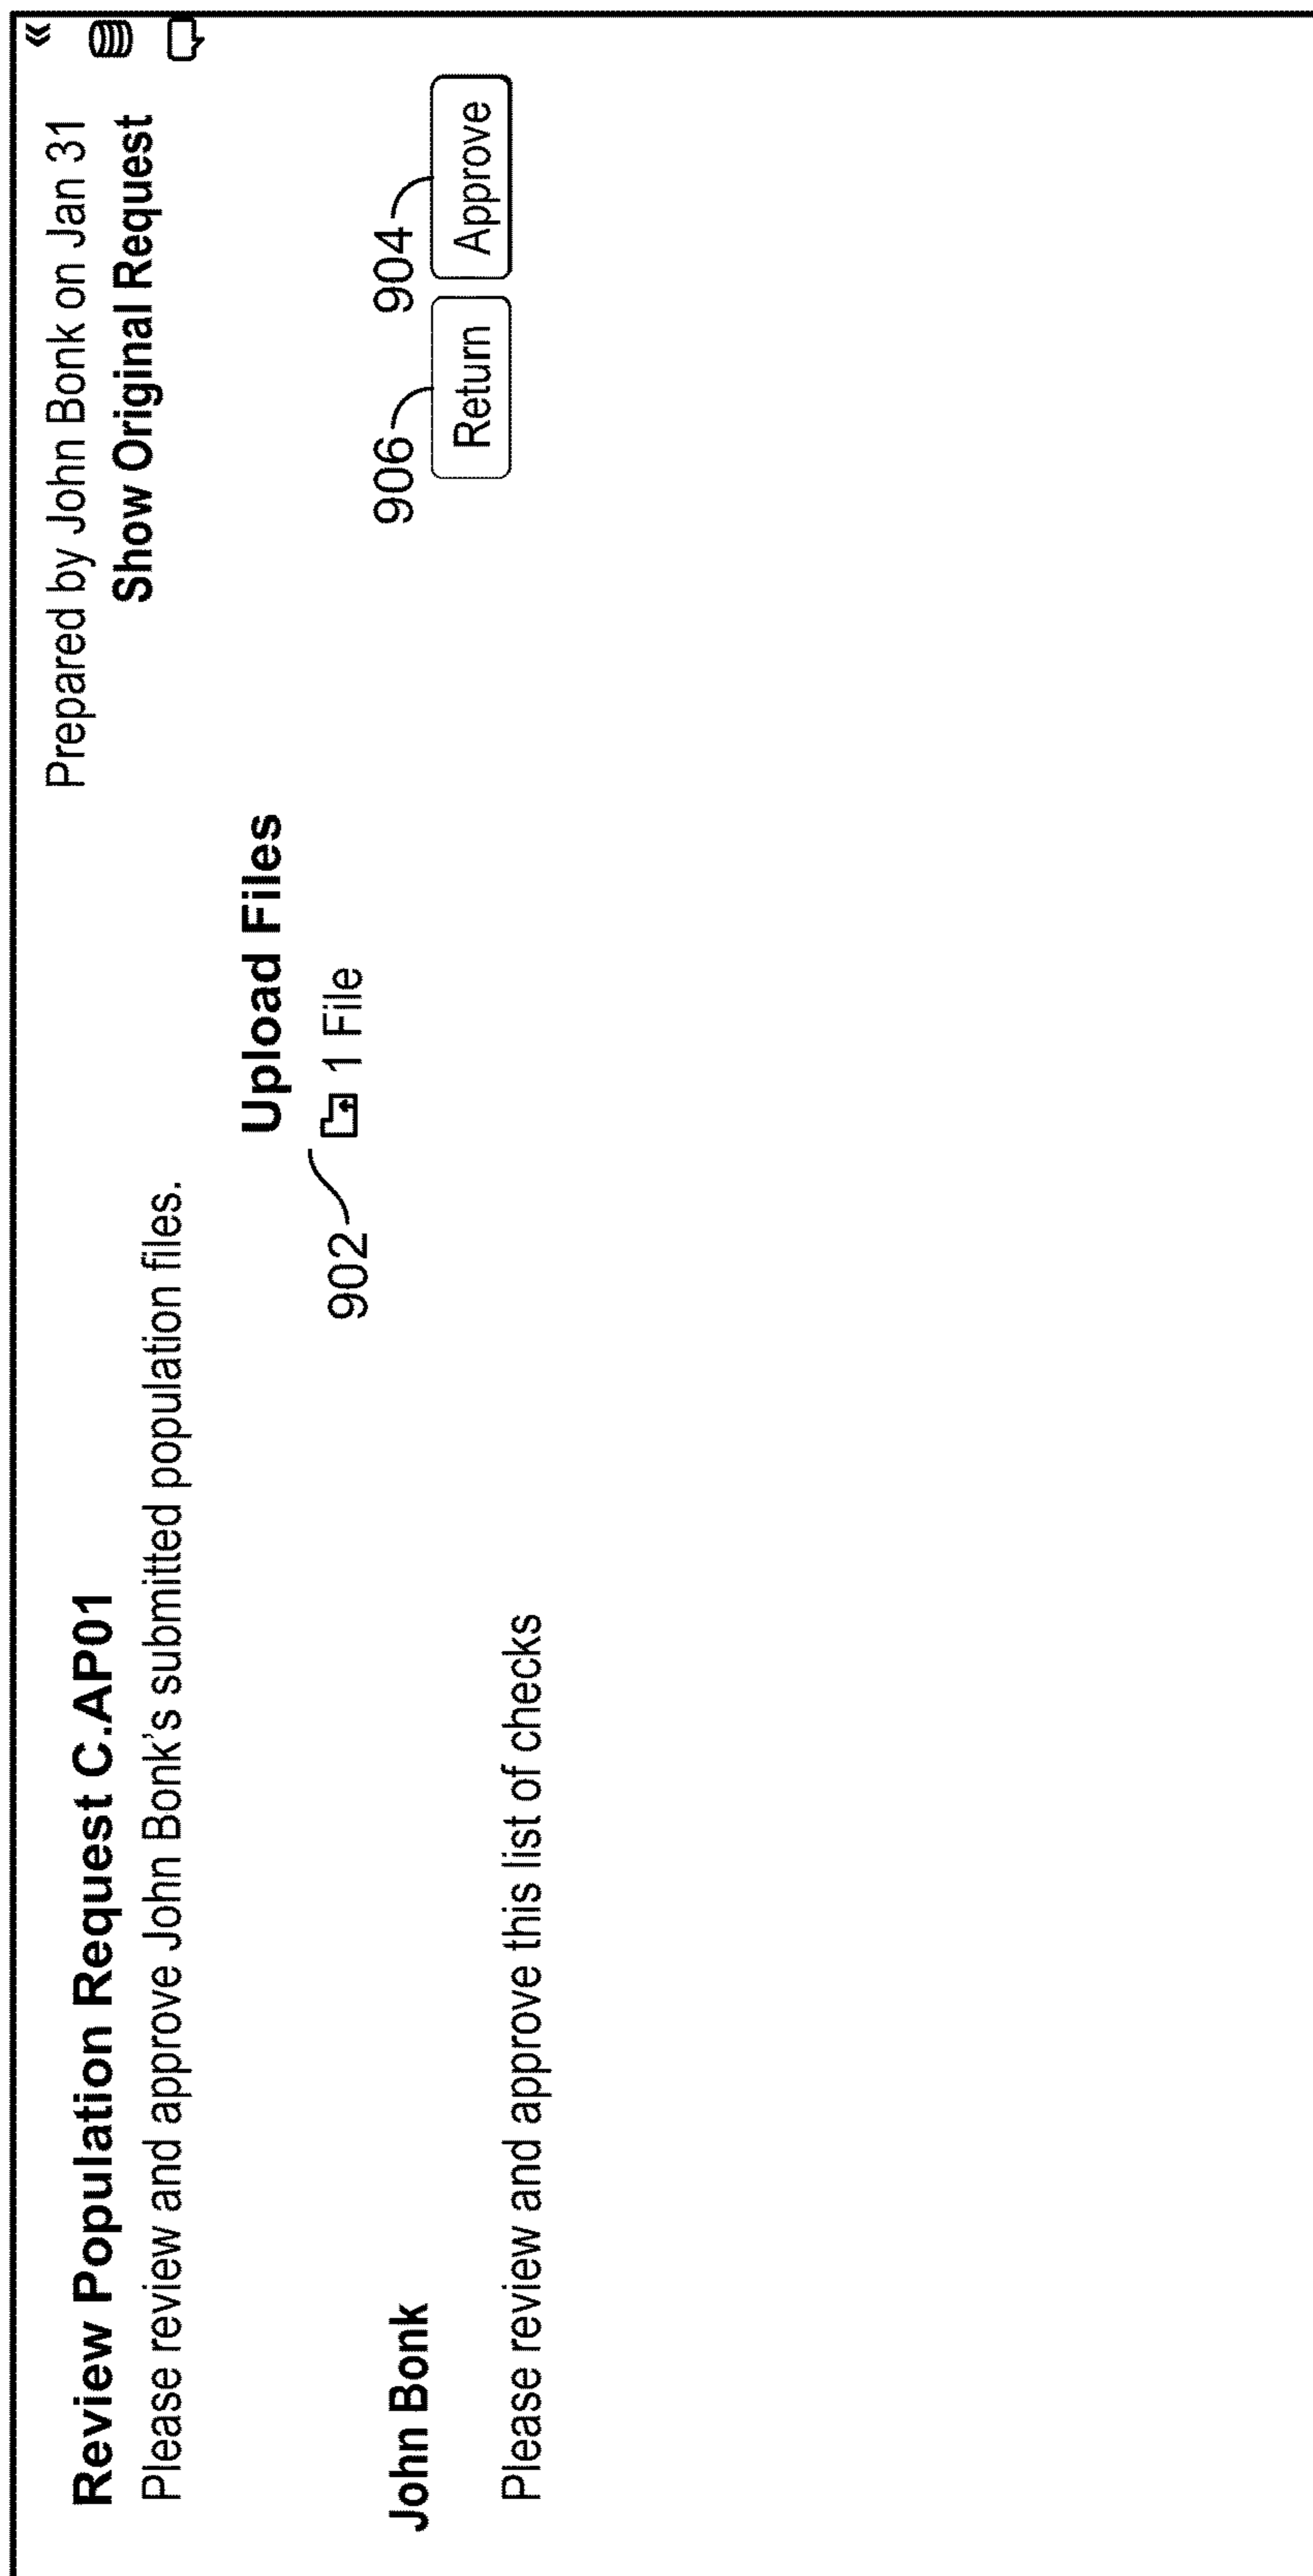 Prepared by John Bonk on Jan 31
Review Population Request C.AP01
Show Original Request
Please review and approve John Bonk's submitted population files.
Upload Files
902
1 File
John Bonk
906
904
Return
Approve
Please review and approve this list of checks